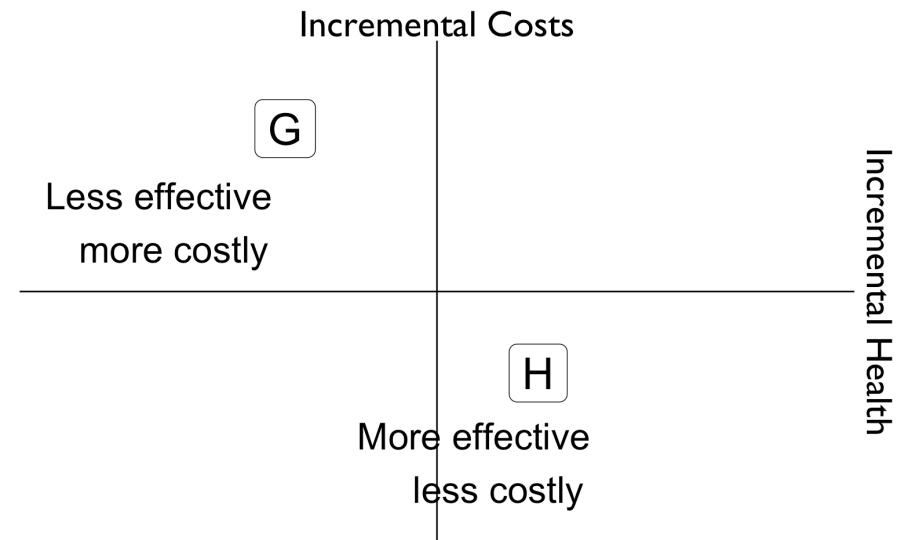 Incremental Costs
G
Less effective
more costly
Incremental Health
H
More effective
less costly